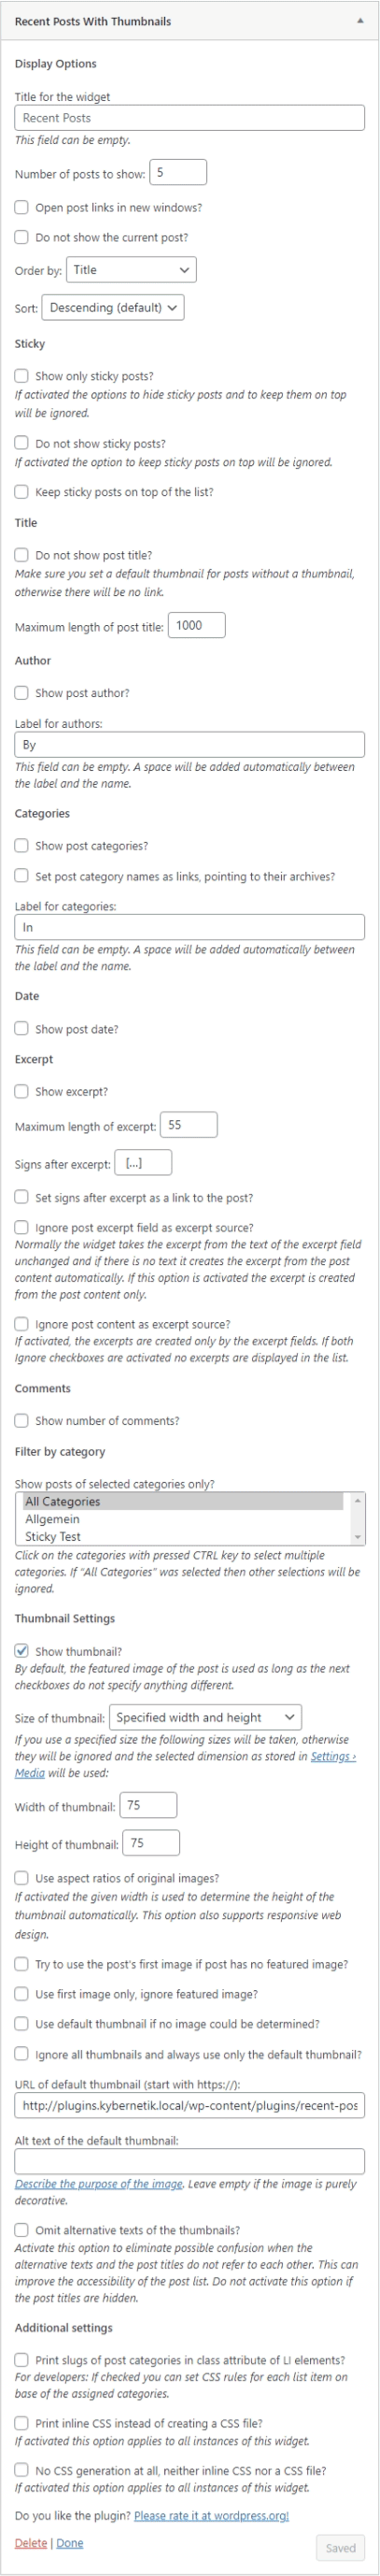 Recent Posts With Thumbnails
Display Options
Title for the widget
Recent Posts
This field can be empty.
Number of posts to show: 5
Open post links in new windows?
Do not show the current post?
Order by: Title
Sort: Descending (default)
Sticky
Show only sticky posts?
If activated the options to hide sticky posts and to keep them on top
will be ignored.
Do not show sticky posts?
If activated the option to keep sticky posts on top will be ignored.
Keep sticky posts on top of the list?
Title
Do not show post title?
Make sure you set a default thumbnail for posts without a thumbnail,
otherwise there will be no link.
Maximum length of post title: 1000
Author
Show post author?
Label for authors:
By
This field can be empty. A space will be added automatically between
the label and the name.
Categories
Show post categories?
Set post category names as links, pointing to their archives?
Label for categories:
In
This field can be empty. A space will be added automatically between
the label and the name.
Date
Show post date?
Excerpt
Show excerpt?
Maximum length of excerpt: 55
Signs after excerpt: [...]
Set signs after excerpt as a link to the post?
Ignore post excerpt field as excerpt source?
Normally the widget takes the excerpt from the text of the excerpt field
unchanged and if there is no text it creates the excerpt from the post
content automatically. If this option is activated the excerpt is created
from the post content only.
Ignore post content as excerpt source?
If activated, the excerpts are created only by the excerpt fields. If both
Ignore checkboxes are activated no excerpts are displayed in the list.
Comments
Show number of comments?
Filter by category
Show posts of selected categories only?
All Categories
Allgemein
Sticky Test
Click on the categories with pressed CTRL key to select multiple
categories. If "All Categories" was selected then other selections will be
ignored.
Thumbnail Settings
Show thumbnail?
By default, the featured image of the post is used as long as the next
checkboxes do not specify anything different.
Size of thumbnail: Specified width and height
If you use a specified size the following sizes will be taken, otherwise
they will be ignored and the selected dimension as stored in Settings ›
Media will be used:
Width of thumbnail: 75
Height of thumbnail: 75
Use aspect ratios of original images?
If activated the given width is used to determine the height of the
thumbnail automatically. This option also supports responsive web
design.
Try to use the post's first image if post has no featured image?
Use first image only, ignore featured image?
Use default thumbnail if no image could be determined?
Ignore all thumbnails and always use only the default thumbnail?
URL of default thumbnail (start with https://):
http://plugins.kybernetik.local/wp-content/plugins/recent-pos
Alt text of the default thumbnail:
Describe the purpose of the image. Leave empty if the image is purely
decorative.
Omit alternative texts of the thumbnails?
Activate this option to eliminate possible confusion when the
alternative texts and the post titles do not refer to each other. This can
improve the accessibility of the post list. Do not activate this option if
the post titles are hidden.
Additional settings
Print slugs of post categories in class attribute of LI elements?
For developers: If checked you can set CSS rules for each list item on
base of the assigned categories.
Print inline CSS instead of creating a CSS file?
If activated this option applies to all instances of this widget.
No CSS generation at all, neither inline CSS nor a CSS file?
If activated this option applies to all instances of this widget.
Do you like the plugin? Please rate it at wordpress.org!
Delete | Done
Saved